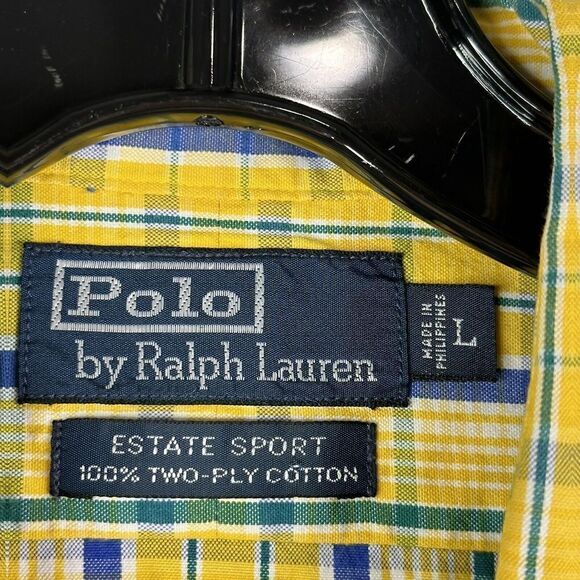 Polo
by Ralph Lauren
MADE IN
PHILIPPINES
L
ESTATE SPORT
100% TWO-PLY COTTON